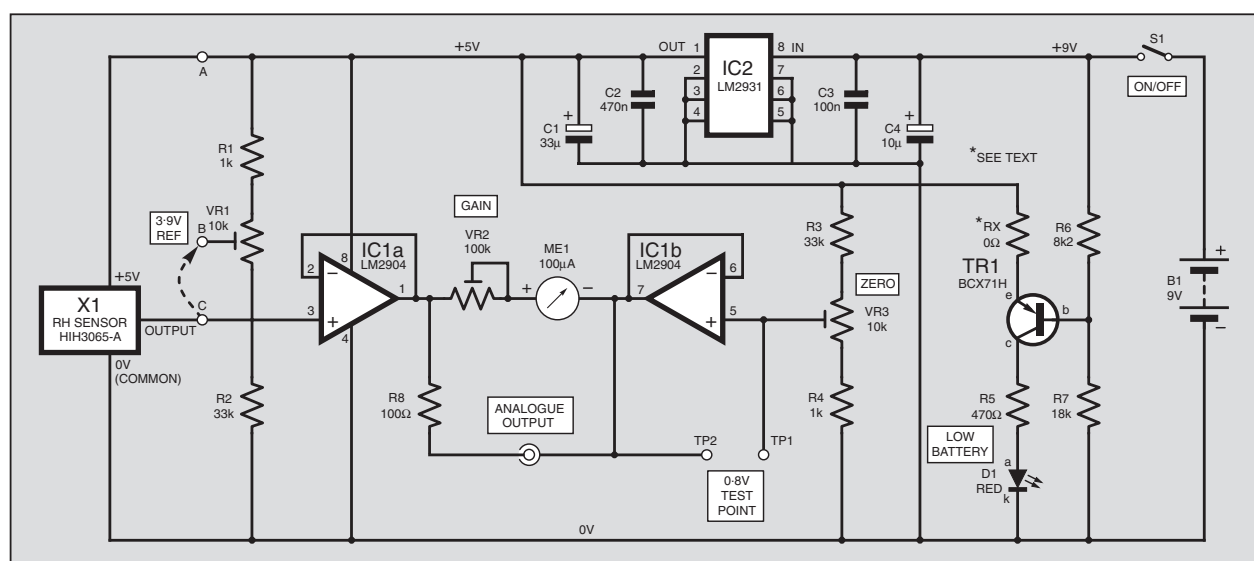 +5V
OUT
1
8
IN
+9V
S1
ON/OFF
A
IC2
LM2931
2
3
4
7
6
5
C2
470n
C3
100n
+
C1
33µ
+
C4
10µ
*SEE TEXT
R1
1k
3·9V
REF
B
VR1
10k
GAIN
VR2
100k
ME1
100µA
+
−
IC1a
LM2904
2
−
8
3
+
1
4
IC1b
LM2904
6
−
7
5
+
R3
33k
ZERO
VR3
10k
*RX
0Ω
TR1
BCX71H
e
b
c
R6
8k2
+
B1
9V
−
+5V
C
X1
RH SENSOR
HIH3065-A
OUTPUT
0V
(COMMON)
R2
33k
R8
100Ω
ANALOGUE
OUTPUT
TP2
TP1
0·8V
TEST
POINT
R4
1k
R5
470Ω
R7
18k
LOW
BATTERY
a
D1
RED
k
0V